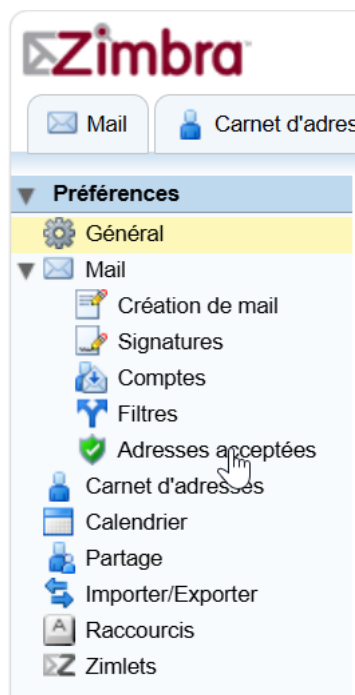 Zimbra
Mail Carnet d'adres
Préférences
Général
Mail
Création de mail
Signatures
Comptes
Filtres
Adresses acceptées
Carnet d'adresses
Calendrier
Partage
Importer/Exporter
A Raccourcis
Zimlets